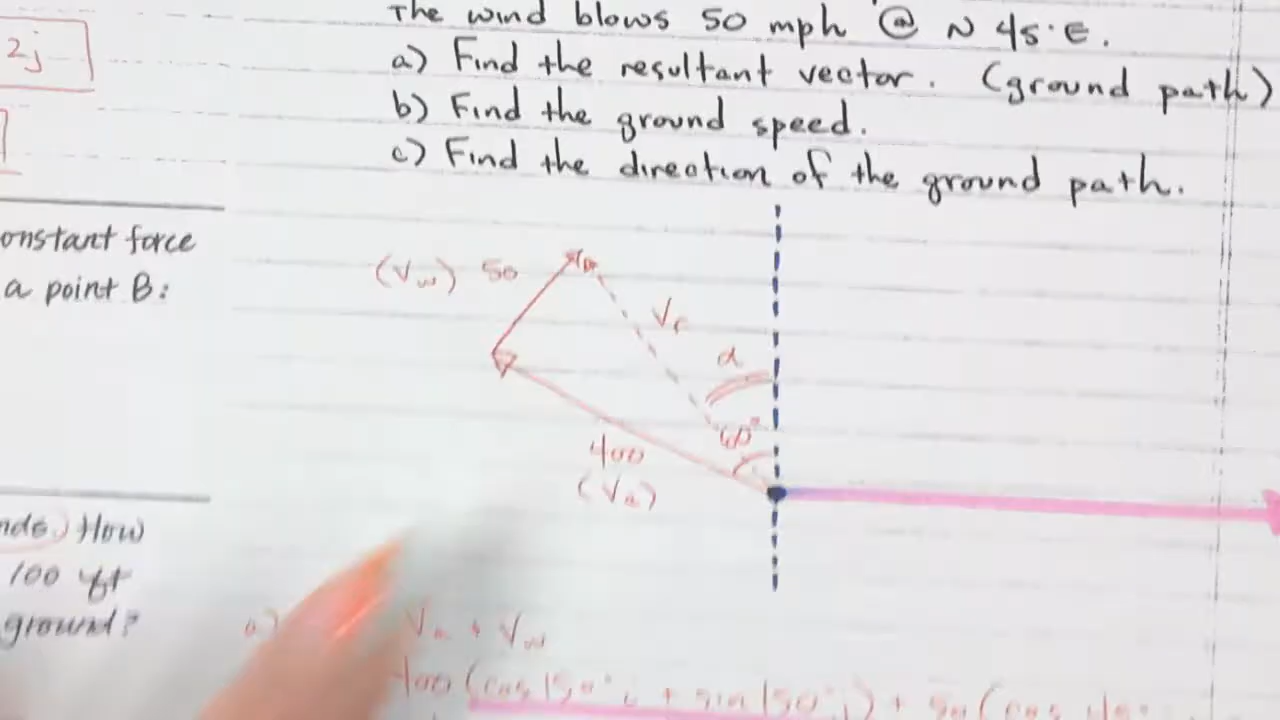 The wind blows 50 mph @ N 45° E.
2j
a) Find the resultant vector. (ground path)
b) Find the ground speed.
c) Find the direction of the ground path.
onstant force
a point B:
(Vw) 50
Vr
α
60°
400
(Va)
nds. How
100 ft
ground?
a)
Va + Vw
400 (cos 150° i + sin 150° j) + 50 (cos 45°